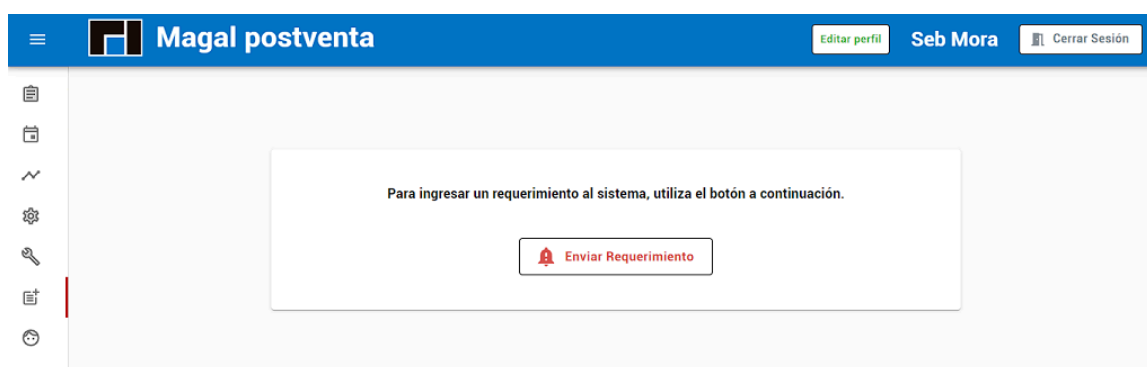 Magal postventa
Editar perfil
Seb Mora
Cerrar Sesión
Para ingresar un requerimiento al sistema, utiliza el botón a continuación.
Enviar Requerimiento